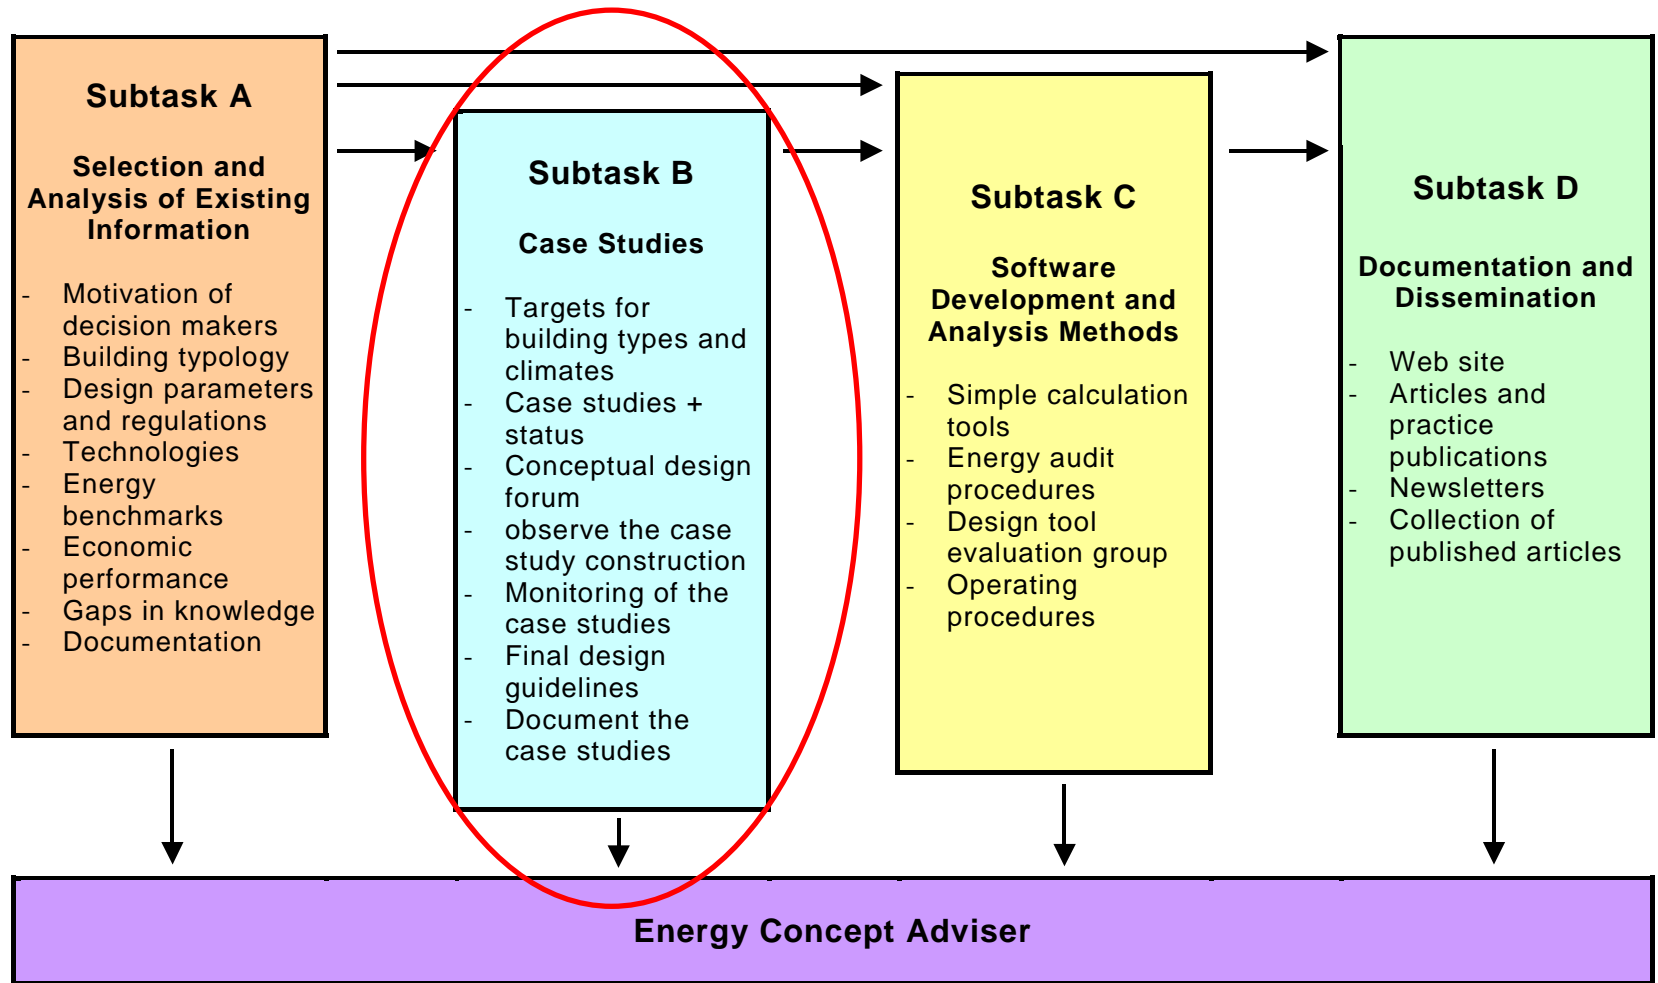 Subtask A
Selection and
Analysis of Existing
Information
- Motivation of
decision makers
- Building typology
- Design parameters
and regulations
- Technologies
- Energy
benchmarks
- Economic
performance
- Gaps in knowledge
- Documentation
Subtask B
Case Studies
- Targets for
building types and
climates
- Case studies +
status
- Conceptual design
forum
- observe the case
study construction
- Monitoring of the
case studies
- Final design
guidelines
- Document the
case studies
Subtask C
Software
Development and
Analysis Methods
- Simple calculation
tools
- Energy audit
procedures
- Design tool
evaluation group
- Operating
procedures
Subtask D
Documentation and
Dissemination
- Web site
- Articles and
practice
publications
- Newsletters
- Collection of
published articles
Energy Concept Adviser